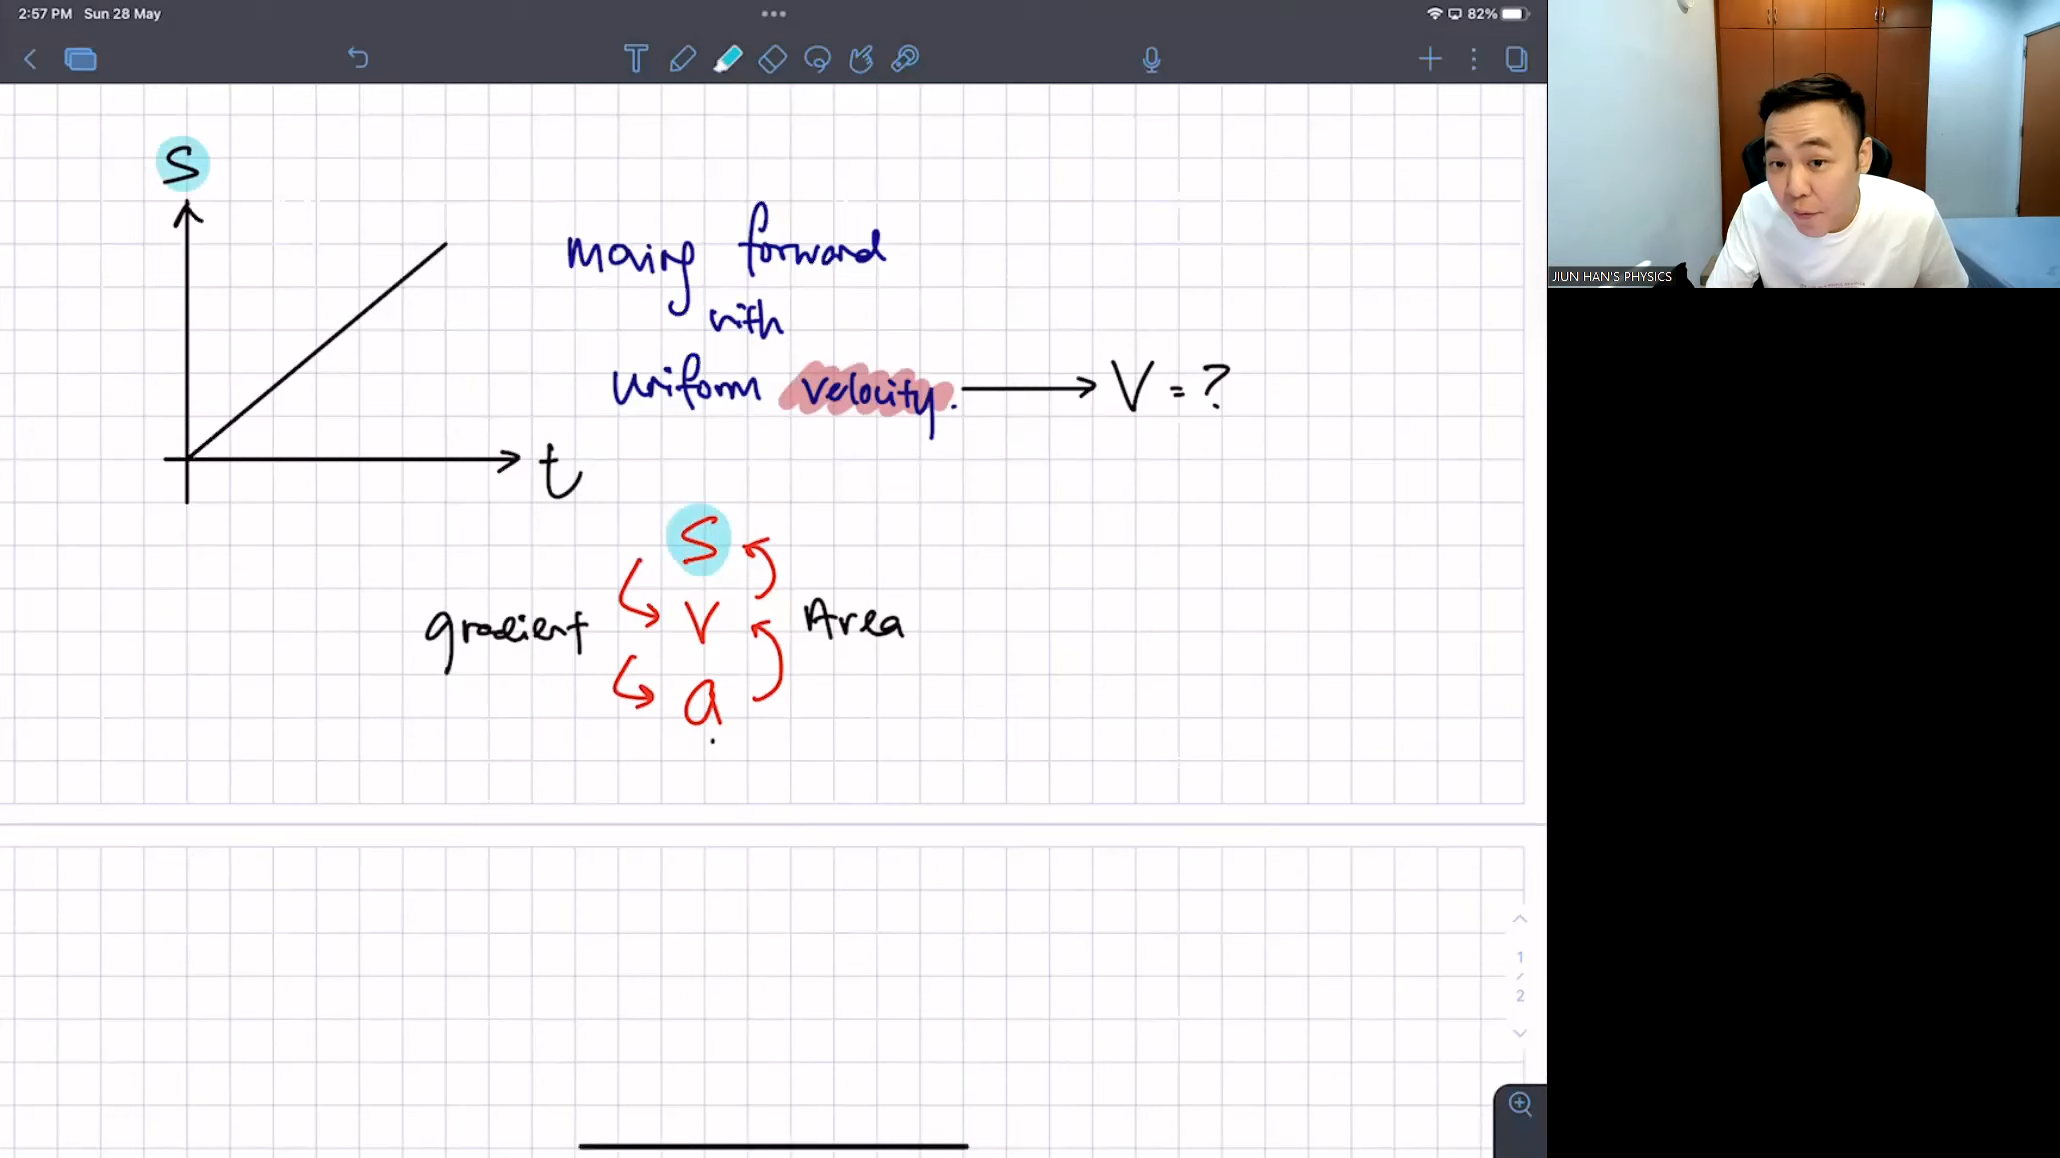 2:57 PM Sun 28 May
82%
T
S
moving forward
with
uniform velocity. V = ?
t
S
gradient V Area
a
JIUN HAN'S PHYSICS
1
/
2